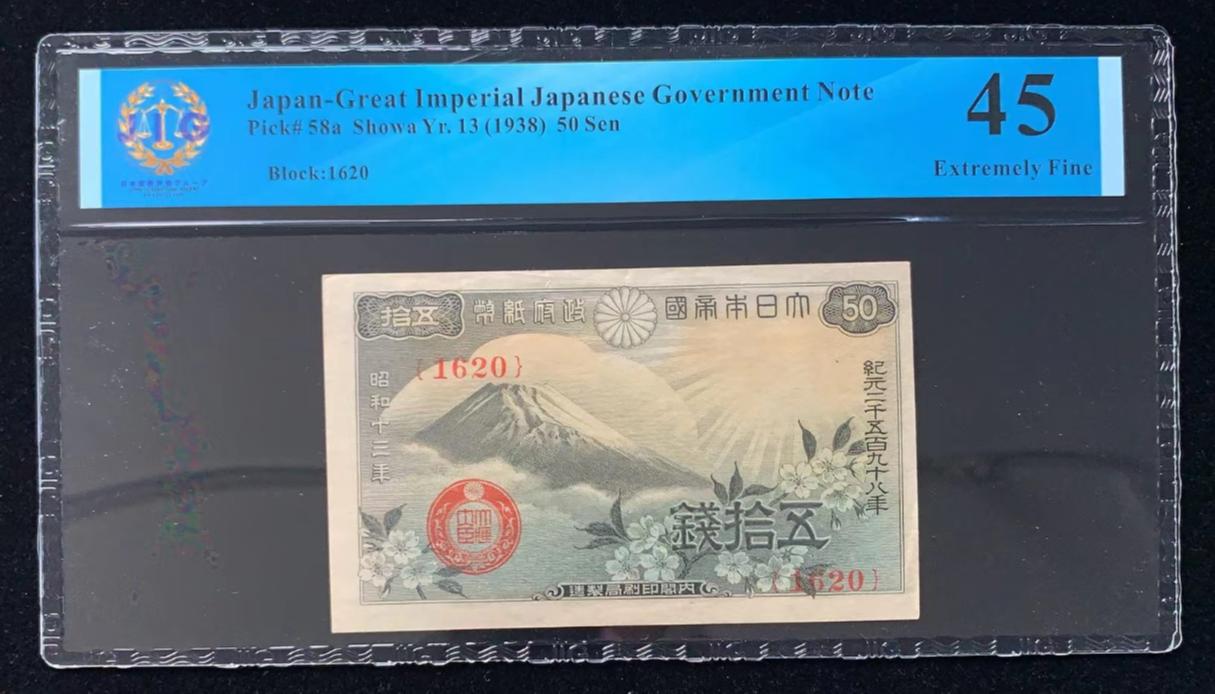 Japan-Great Imperial Japanese Government Note
Pick# 58a Showa Yr. 13 (1938) 50 Sen
Block:1620
45
Extremely Fine
50
大日本帝國
政府紙幣
五拾
{1620}
紀元二千五百九十八年
昭和十三年
五拾錢
{1620}
内閣印刷局製造